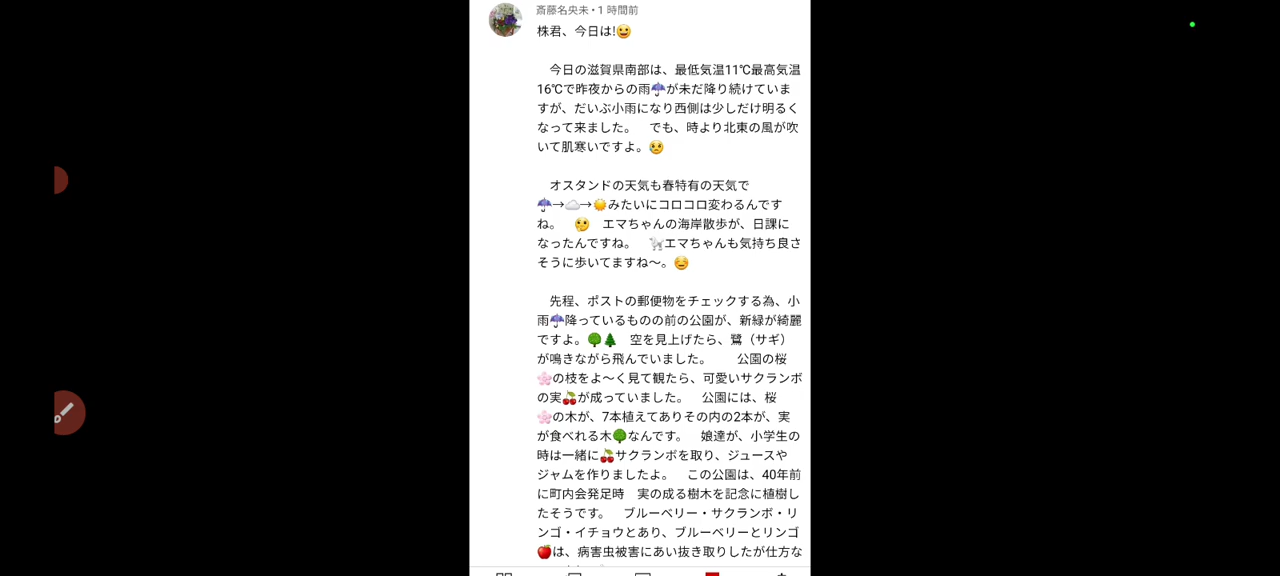 斎藤名央未 • 1 時間前
株君、今日は!😀
今日の滋賀県南部は、最低気温11℃最高気温
16℃で昨夜からの雨☔が未だ降り続けていま
すが、だいぶ小雨になり西側は少しだけ明るく
なって来ました。 でも、時より北東の風が吹
いて肌寒いですよ。😢
オスタンドの天気も春特有の天気で
☔→☁️→☀️みたいにコロコロ変わるんです
ね。 🤔 エマちゃんの海岸散歩が、日課に
なったんですね。 🐩エマちゃんも気持ち良さ
そうに歩いてますね〜。☺️
先程、ポストの郵便物をチェックする為、小
雨☔降っているものの前の公園が、新緑が綺麗
ですよ。🌳🌲 空を見上げたら、鷺（サギ）
が鳴きながら飛んでいました。 公園の桜
🌸の枝をよ〜く見て観たら、可愛いサクランボ
の実🍒が成っていました。 公園には、桜
🌸の木が、7本植えてありその内の2本が、実
が食べれる木🌳なんです。 娘達が、小学生の
時は一緒に🍒サクランボを取り、ジュースや
ジャムを作りましたよ。 この公園は、40年前
に町内会発足時 実の成る樹木を記念に植樹し
たそうです。 ブルーベリー・サクランボ・リ
ンゴ・イチョウとあり、ブルーベリーとリンゴ
🍎は、病害虫被害にあい抜き取りしたが仕方な